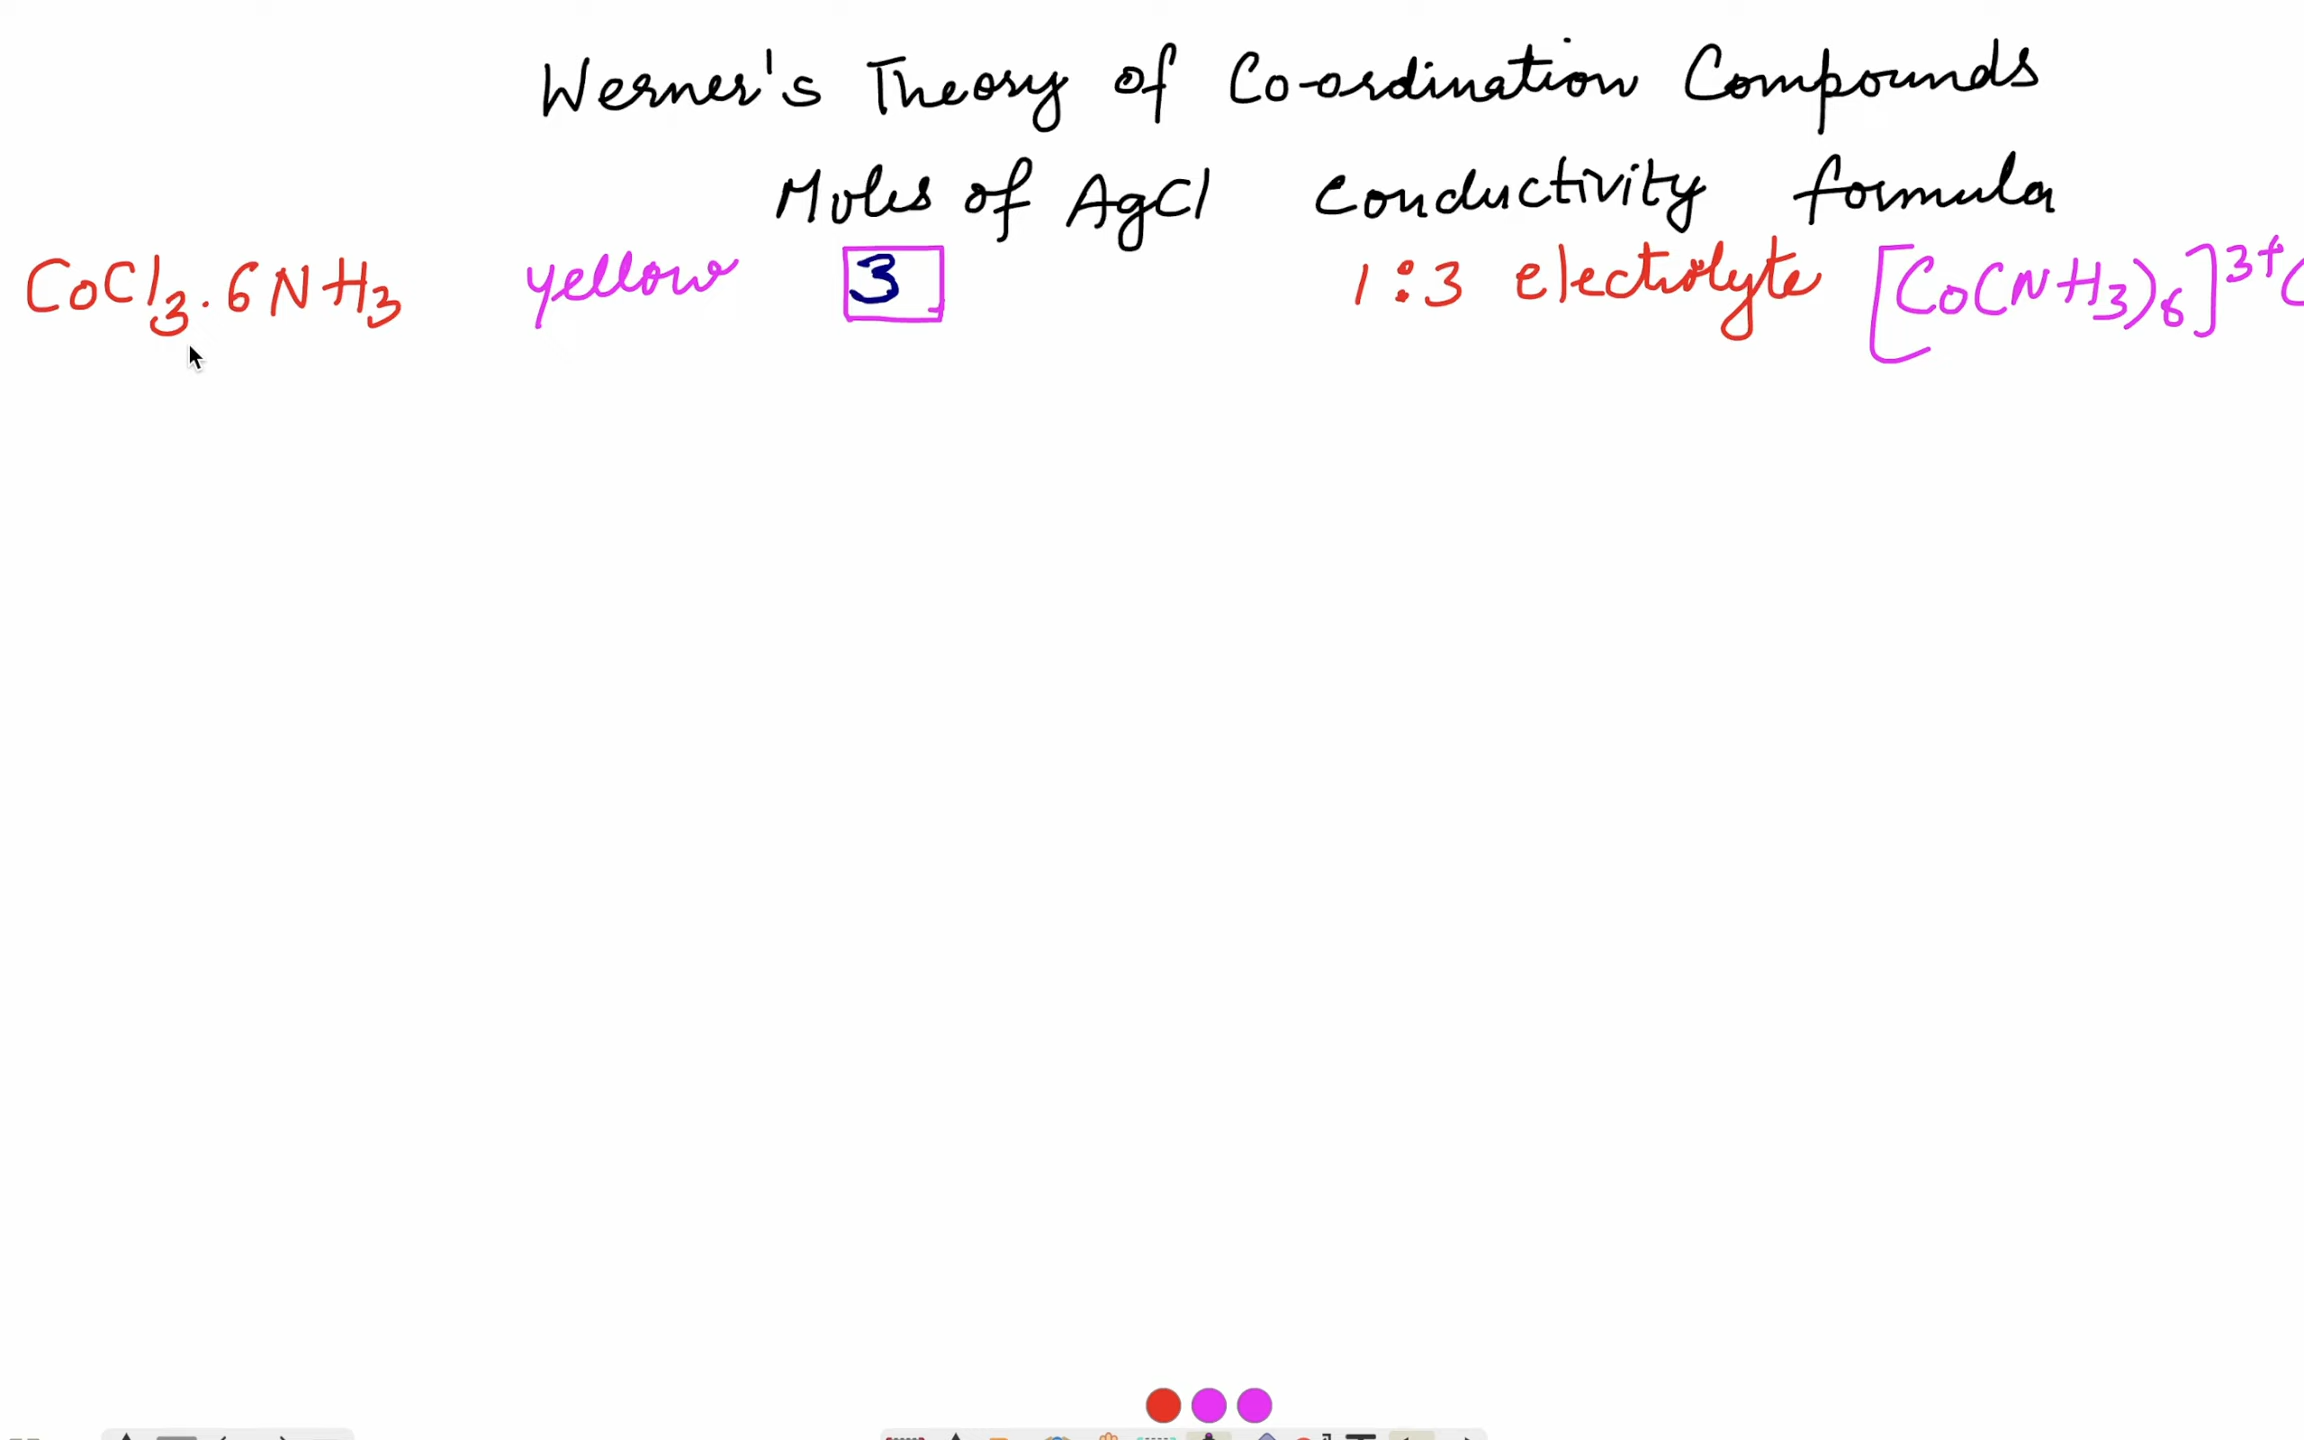 Werner's Theory of Co-ordination Compounds
Moles of AgCl conductivity formula
CoCl3.6NH3 yellow 3 1:3 electrolyte [Co(NH3)6]3+